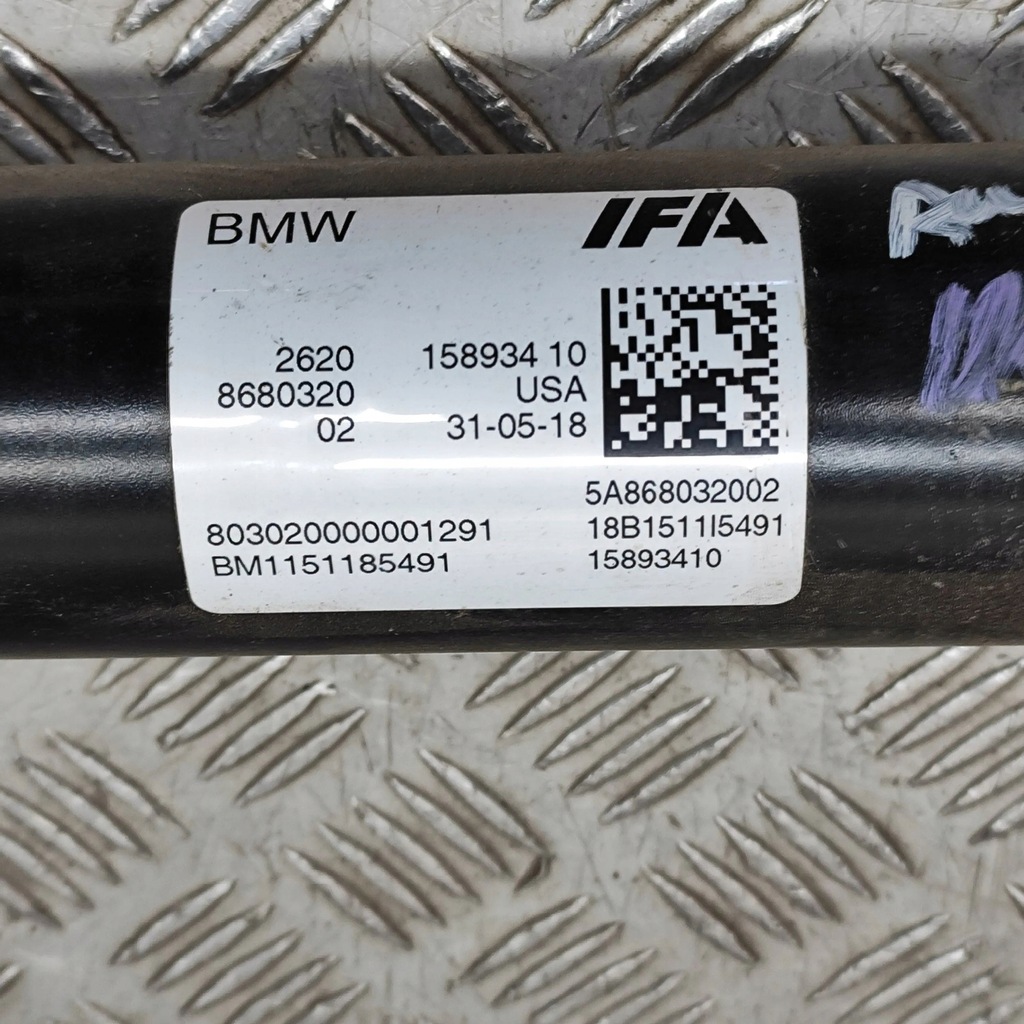 BMW IFA
2620 158934 10
8680320 USA
02 31-05-18
5A868032002
803020000001291 18B1511I5491
BM1151185491 15893410